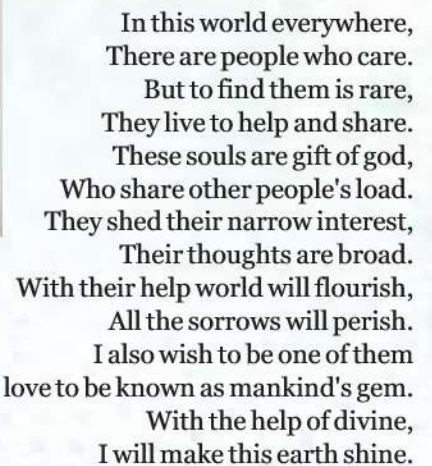 In this world everywhere,
There are people who care.
But to find them is rare,
They live to help and share.
These souls are gift of god,
Who share other people's load.
They shed their narrow interest,
Their thoughts are broad.
With their help world will flourish,
All the sorrows will perish.
I also wish to be one of them
love to be known as mankind's gem.
With the help of divine,
I will make this earth shine.